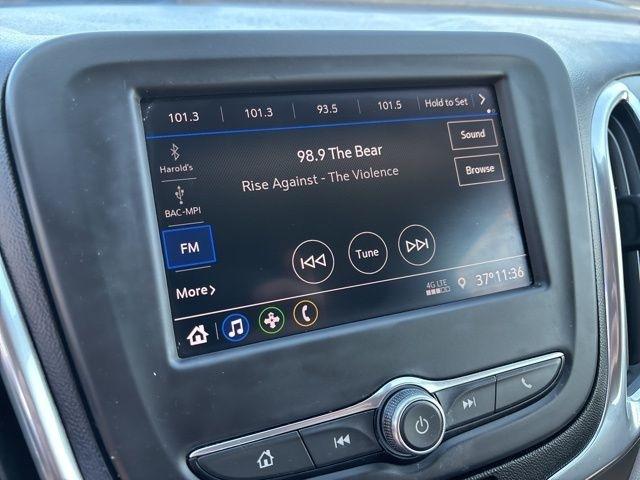 101.3 101.3 93.5 101.5 Hold to Set
Sound
98.9 The Bear
Harold's
Browse
Rise Against - The Violence
BAC-MPI
FM
Tune
More
4G LTE
37° 11:36